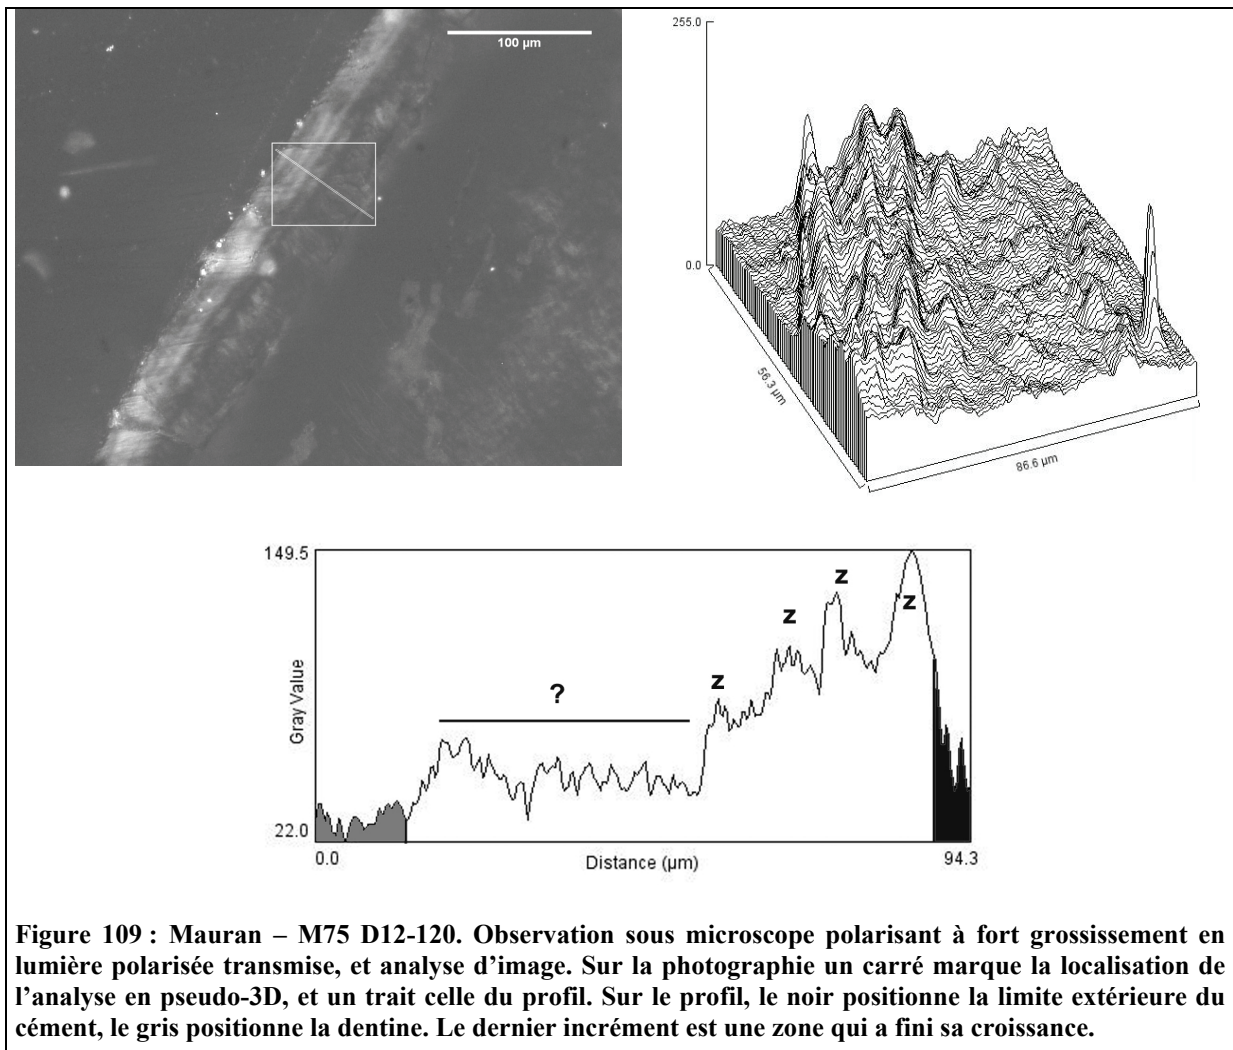 100 µm
255.0
0.0
56.3 µm
86.6 µm
149.5
Gray Value
22.0
?
z
z
z
z
0.0
Distance (µm)
94.3
Figure 109 : Mauran – M75 D12-120. Observation sous microscope polarisant à fort grossissement en
lumière polarisée transmise, et analyse d’image. Sur la photographie un carré marque la localisation de
l’analyse en pseudo-3D, et un trait celle du profil. Sur le profil, le noir positionne la limite extérieure du
cément, le gris positionne la dentine. Le dernier incrément est une zone qui a fini sa croissance.